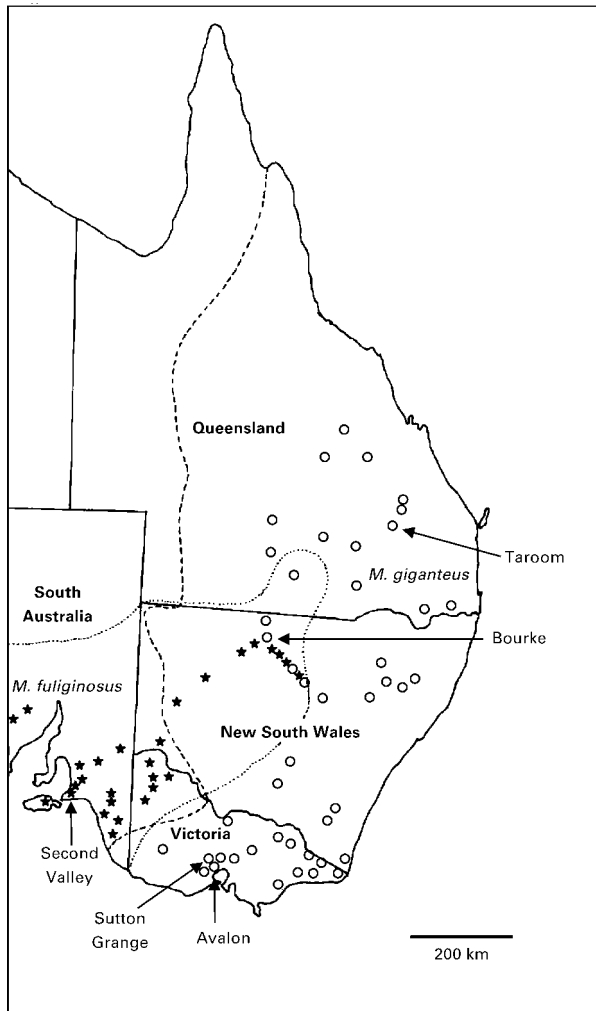 Queensland
Taroom
M. giganteus
South
Australia
Bourke
M. fuliginosus
New South Wales
Victoria
Second
Valley
Sutton
Grange
Avalon
200 km